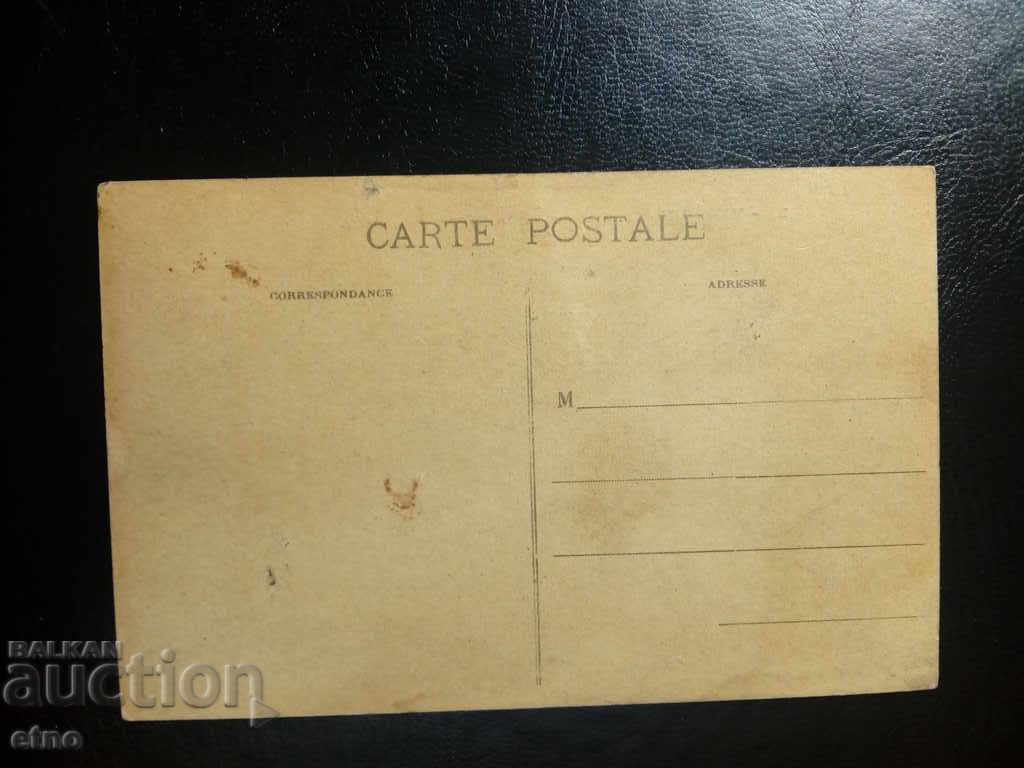 CARTE POSTALE
CORRESPONDANCE
ADRESSE
M
BALKAN
auction
etno